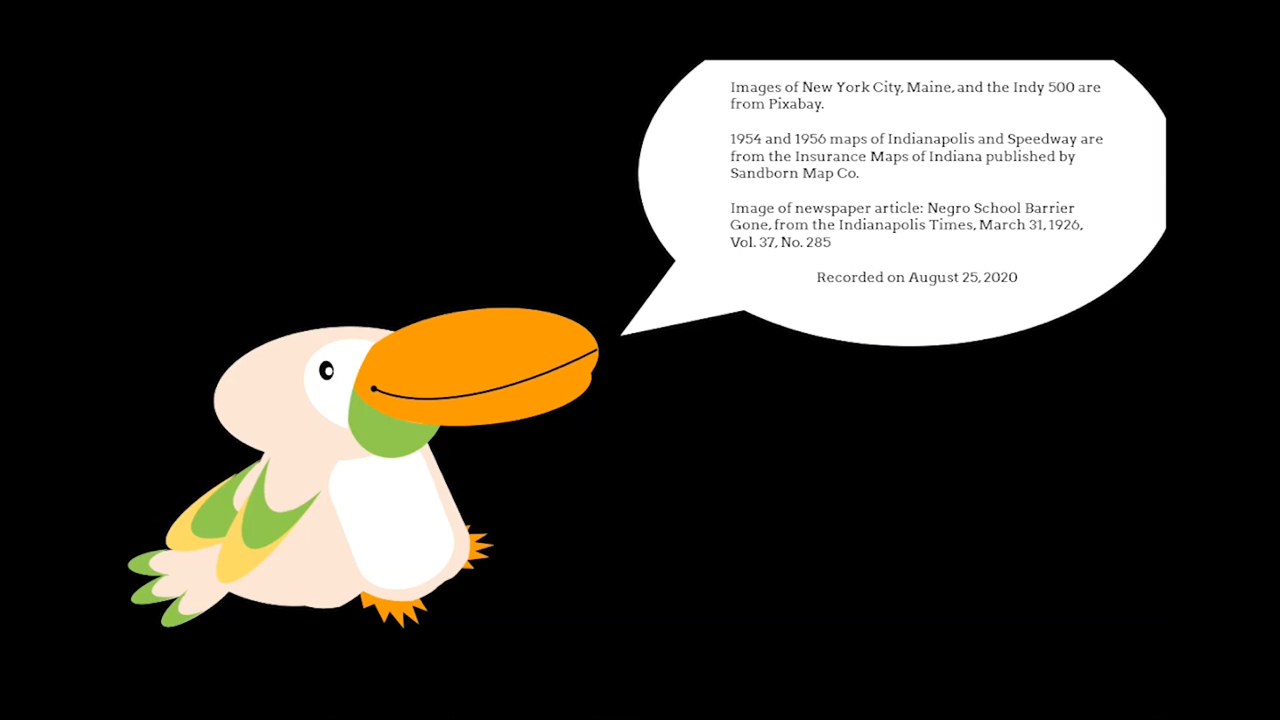 Images of New York City, Maine, and the Indy 500 are
from Pixabay.
1954 and 1956 maps of Indianapolis and Speedway are
from the Insurance Maps of Indiana published by
Sandborn Map Co.
Image of newspaper article: Negro School Barrier
Gone, from the Indianapolis Times, March 31, 1926,
Vol. 37, No. 285
Recorded on August 25, 2020